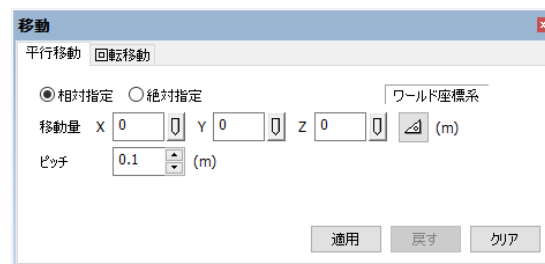 移動
平行移動 回転移動
相対指定 絶対指定 ワールド座標系
移動量 X 0 Y 0 Z 0 (m)
ピッチ 0.1 (m)
適用 戻す クリア